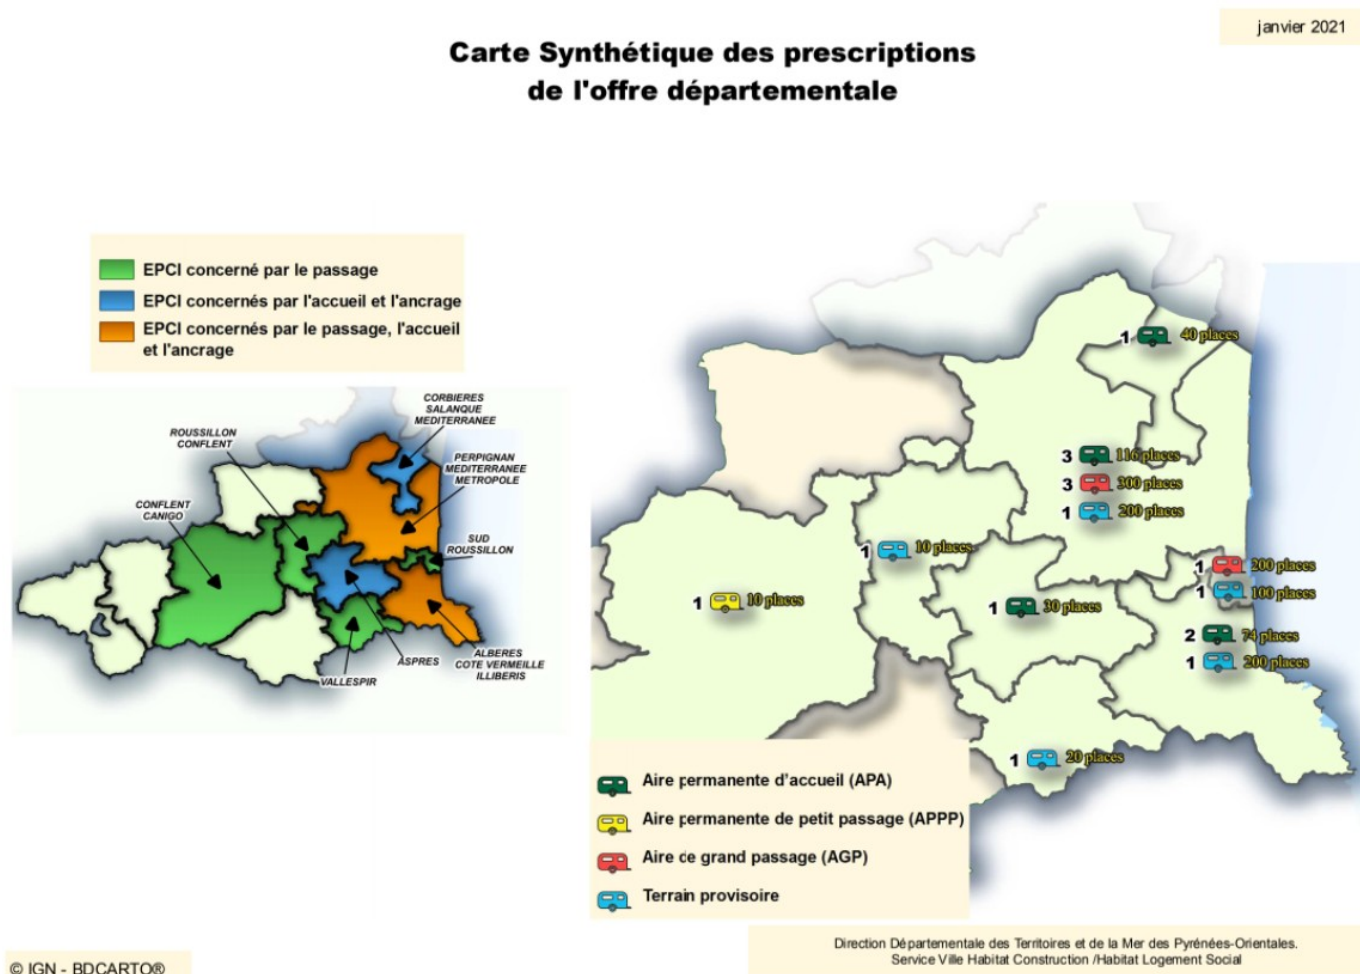 janvier 2021
Carte Synthétique des prescriptions
de l'offre départementale
EPCI concerné par le passage
EPCI concernés par l'accueil et l'ancrage
EPCI concernés par le passage, l'accueil
et l'ancrage
CORBIERES
SALANQUE
MEDITERRANEE
ROUSSILLON
CONFLENT
PERPIGNAN
MEDITERRANEE
METROPOLE
CONFLENT
CANIGO
SUD
ROUSSILLON
ASPRES
ALBERES
COTE VERMEILLE
ILLIBERIS
VALLESPIR
1 40 places
3 116 places
3 300 places
1 200 places
1 10 places
1 200 places
1 100 places
1 10 places
1 30 places
2 74 places
1 200 places
1 20 places
Aire permanente d'accueil (APA)
Aire permanente de petit passage (APPP)
Aire de grand passage (AGP)
Terrain provisoire
Direction Départementale des Territoires et de la Mer des Pyrénées-Orientales.
Service Ville Habitat Construction /Habitat Logement Social
© IGN - BDCARTO®